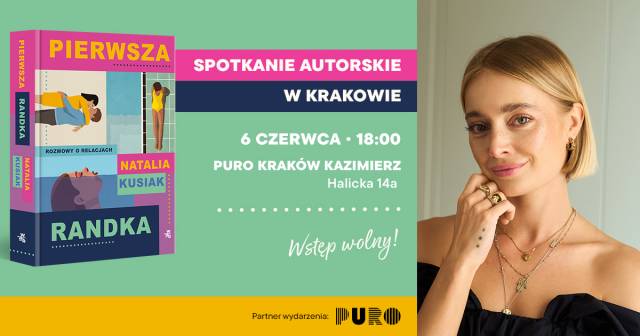 PIERWSZA
RANDKA
NATALIA
KUSIAK
PIERWSZA
ROZMOWY O RELACJACH
NATALIA
KUSIAK
RANDKA
SPOTKANIE AUTORSKIE
W KRAKOWIE
6 CZERWCA • 18:00
PURO KRAKÓW KAZIMIERZ
Halicka 14a
Wstęp wolny!
Partner wydarzenia: PURO